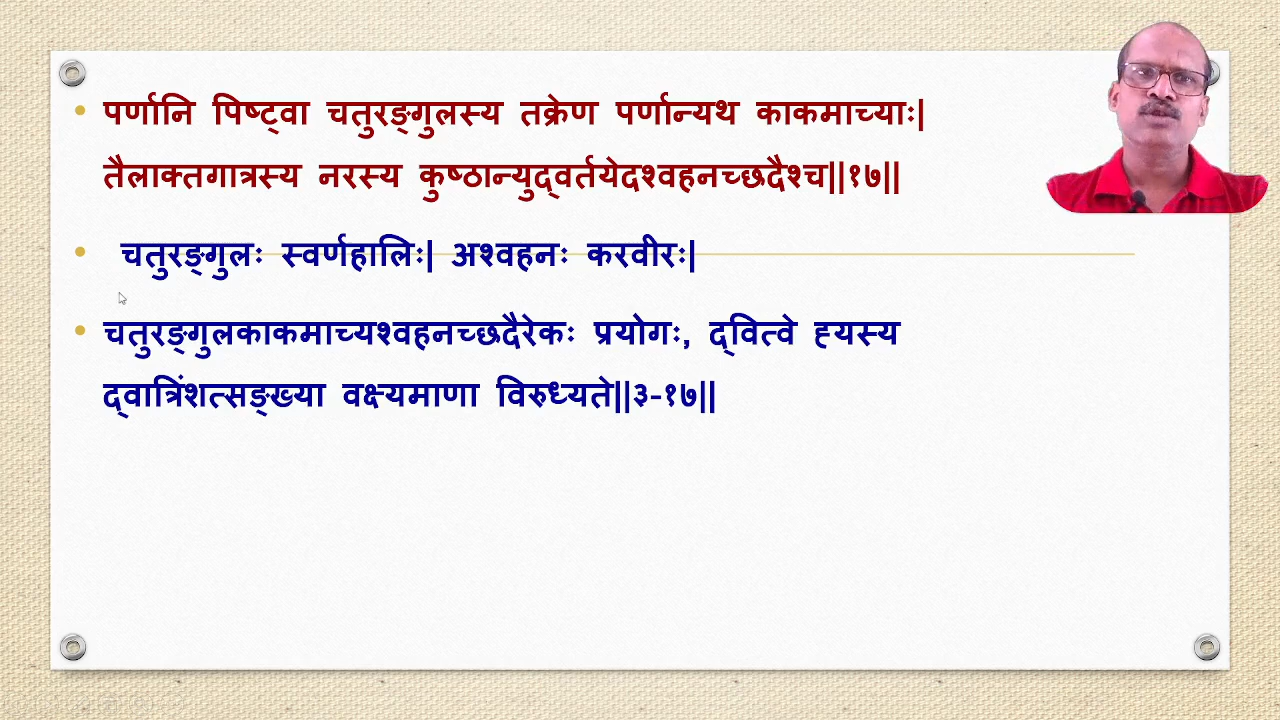 पर्णानि पिष्ट्वा चतुरङ्गुलस्य तक्रेण पर्णान्यथ काकमाच्याः|
तैलाक्तगात्रस्य नरस्य कुष्ठान्युद्वर्तयेदश्वहनच्छदैश्च||१७||
चतुरङ्गुलः स्वर्णहालिः| अश्वहनः करवीरः|
चतुरङ्गुलकाकमाच्यश्वहनच्छदैरेकः प्रयोगः, द्वित्वे ह्यस्य
द्वात्रिंशत्सङ्ख्या वक्ष्यमाणा विरुध्यते||३-१७||